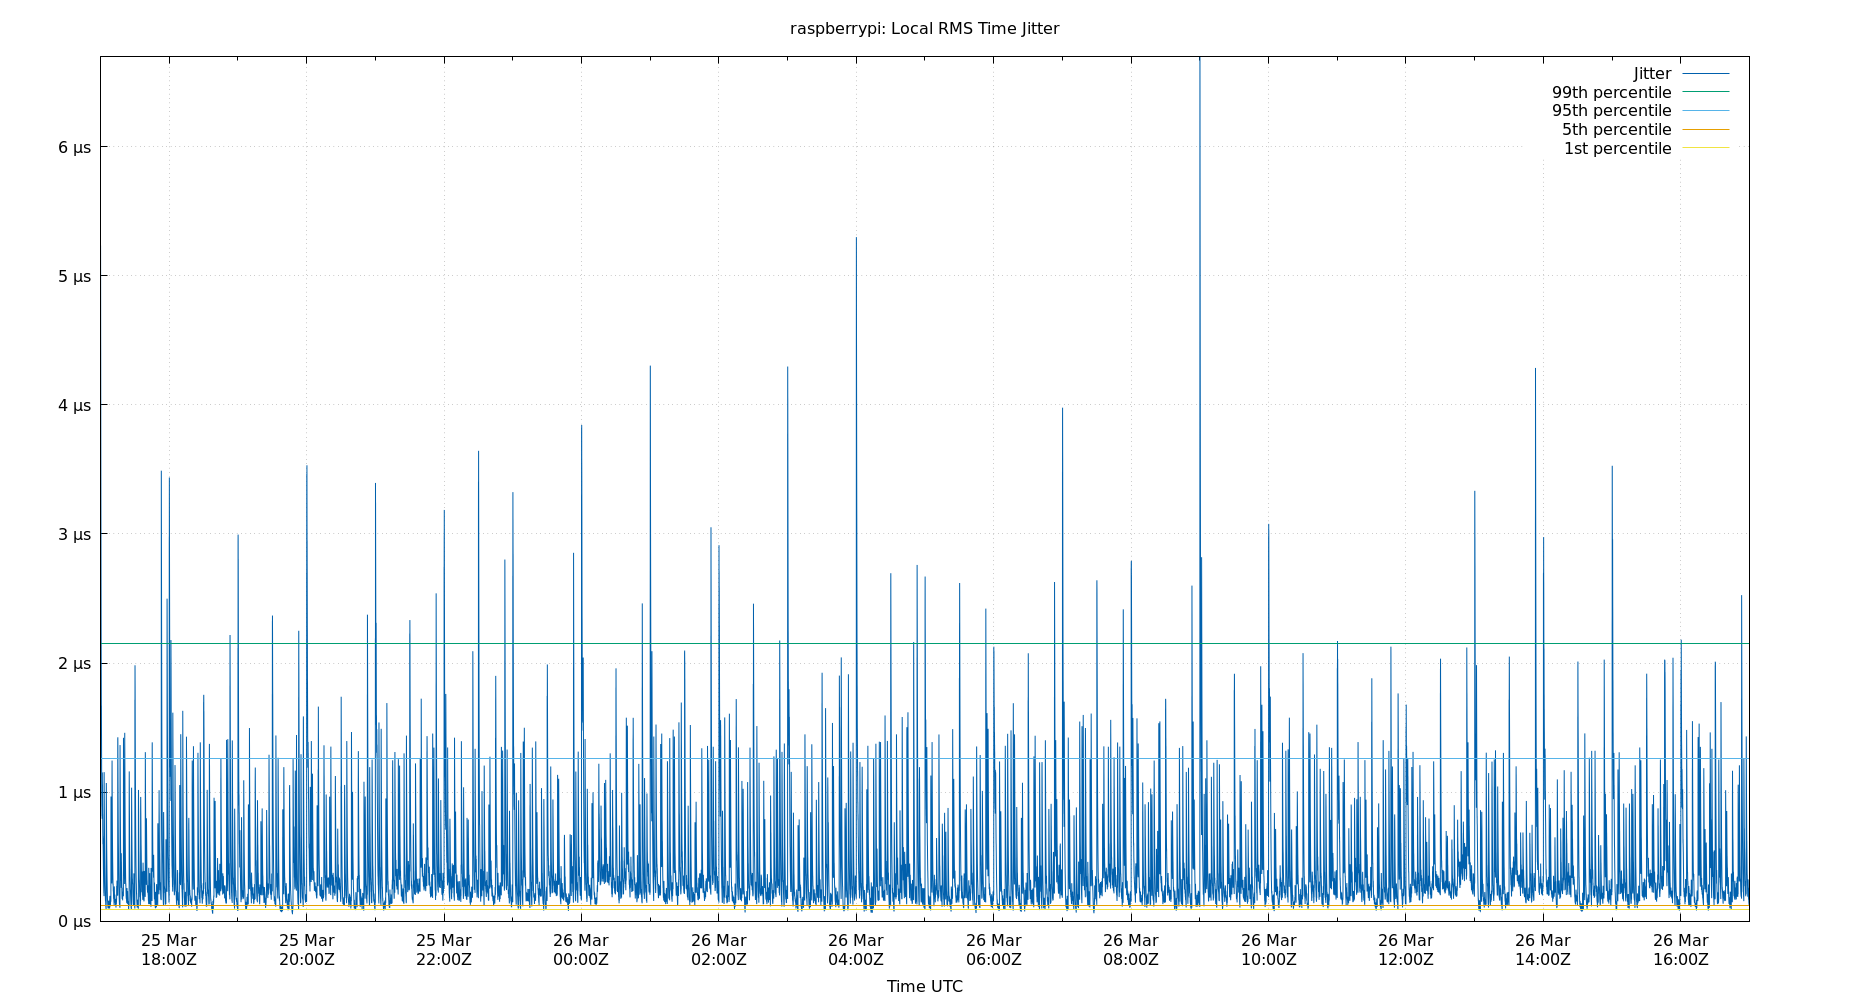 raspberrypi: Local RMS Time Jitter
Jitter
99th percentile
95th percentile
5th percentile
1st percentile
6 µs
5 µs
4 µs
3 µs
2 µs
1 µs
0 µs
25 Mar 25 Mar 25 Mar 26 Mar 26 Mar 26 Mar 26 Mar 26 Mar 26 Mar 26 Mar 26 Mar 26 Mar
18:00Z 20:00Z 22:00Z 00:00Z 02:00Z 04:00Z 06:00Z 08:00Z 10:00Z 12:00Z 14:00Z 16:00Z
Time UTC